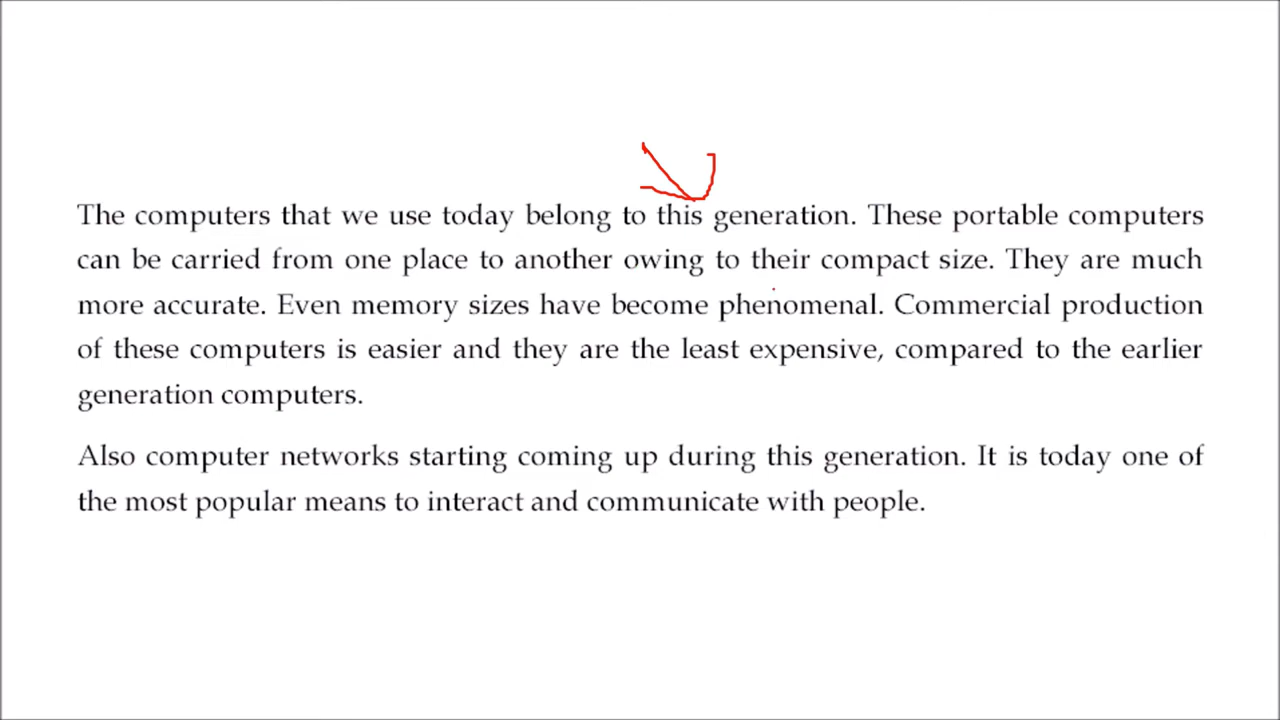 The computers that we use today belong to this generation. These portable computers
can be carried from one place to another owing to their compact size. They are much
more accurate. Even memory sizes have become phenomenal. Commercial production
of these computers is easier and they are the least expensive, compared to the earlier
generation computers.
Also computer networks starting coming up during this generation. It is today one of
the most popular means to interact and communicate with people.